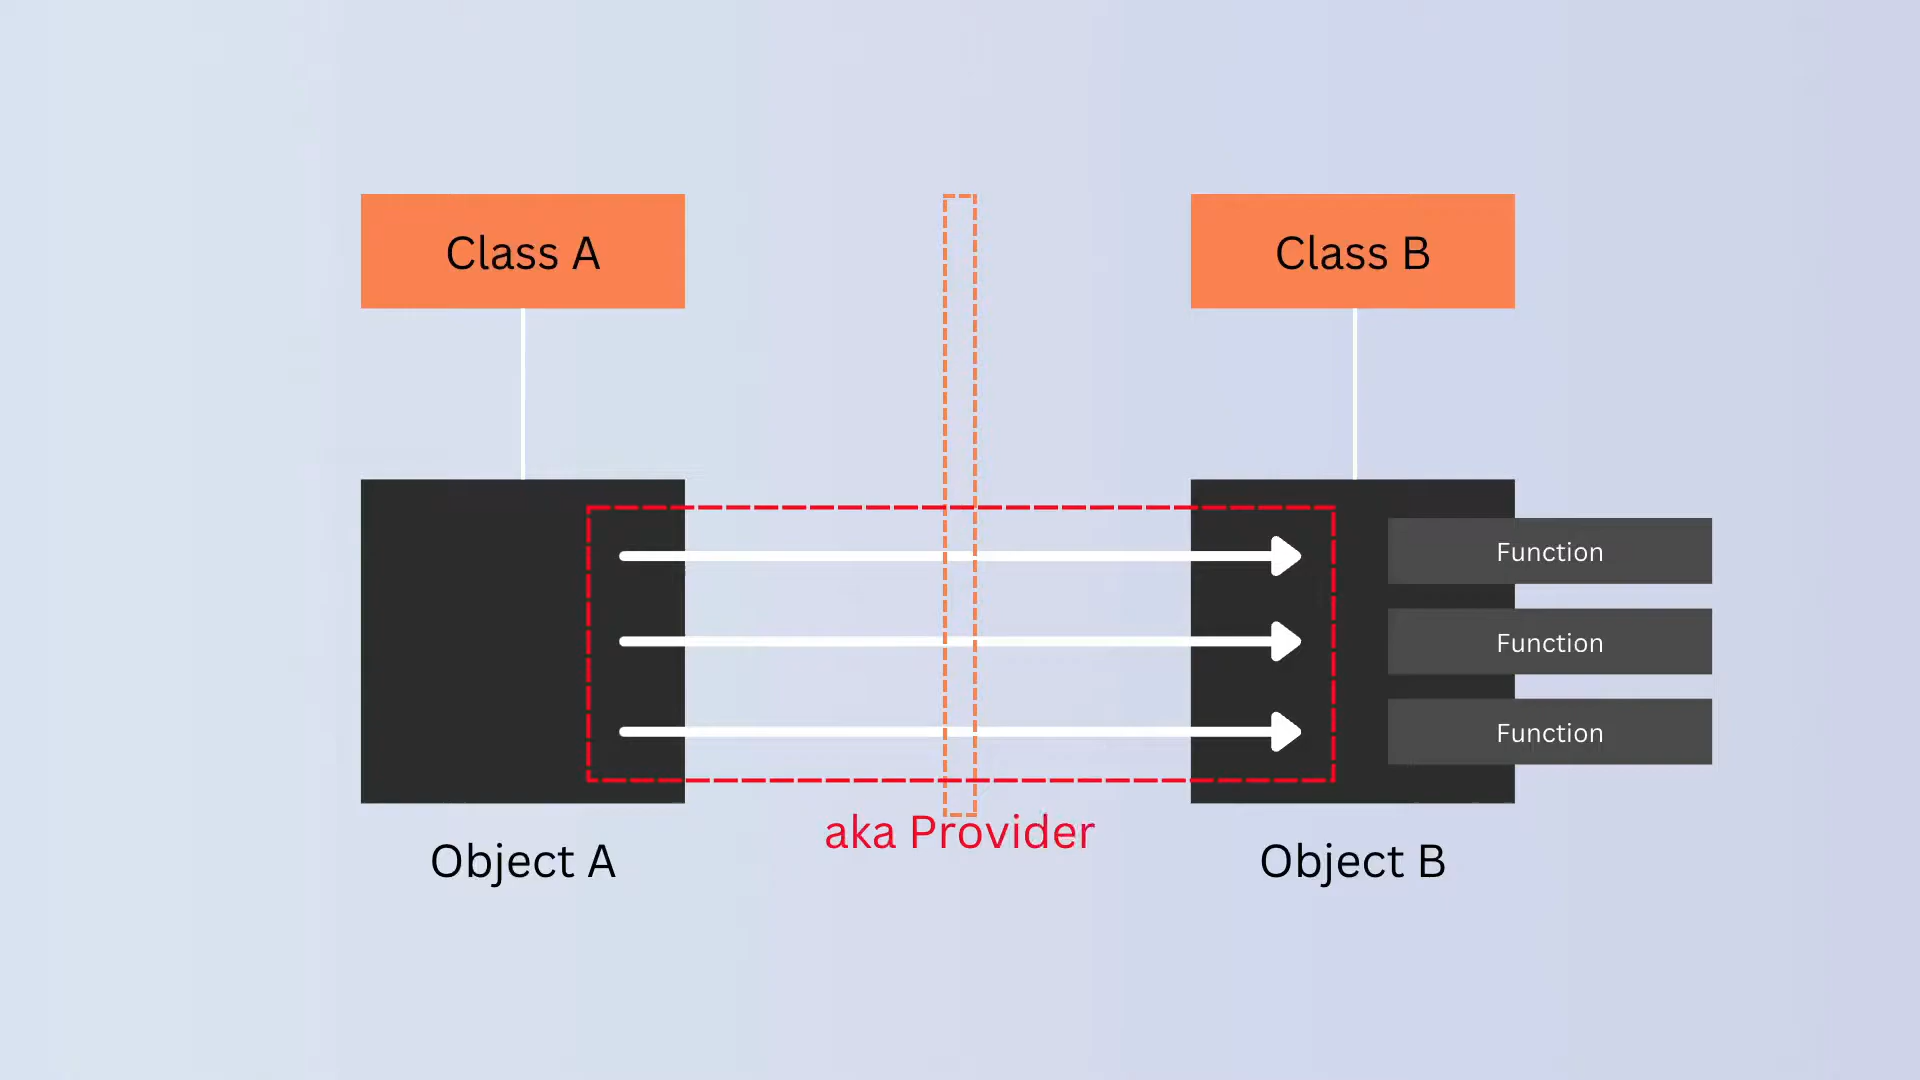 Class A
Class B
Function
Function
Function
aka Provider
Object A
Object B